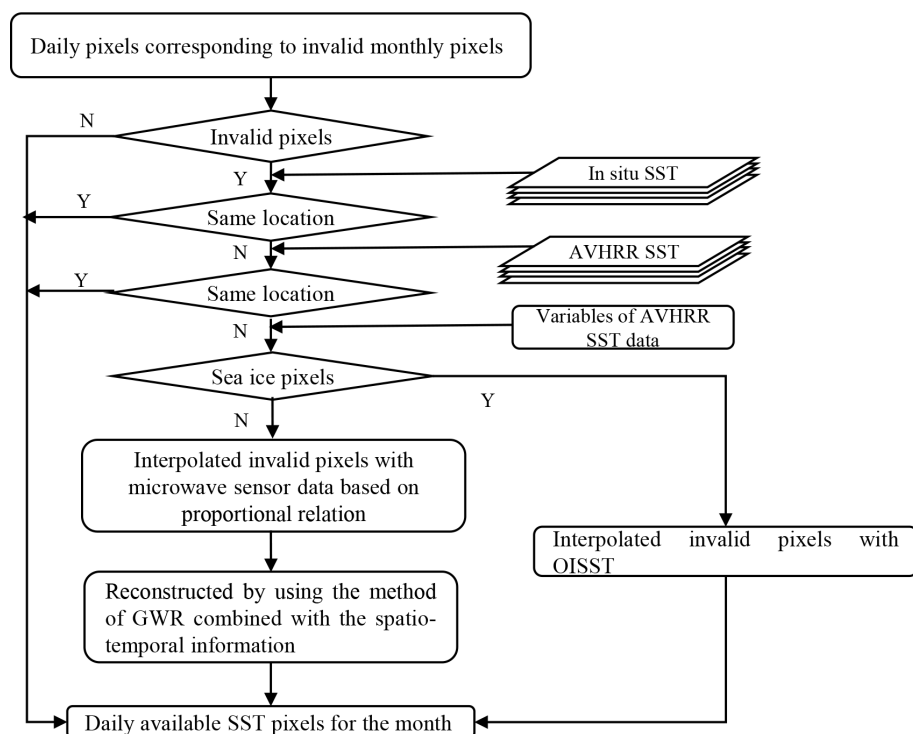 Daily pixels corresponding to invalid monthly pixels
N
Invalid pixels
Y
In situ SST
Y
Same location
N
AVHRR SST
Y
Same location
N
Variables of AVHRR
SST data
Sea ice pixels
Y
N
Interpolated invalid pixels with
microwave sensor data based on
proportional relation
Interpolated invalid pixels with
OISST
Reconstructed by using the method
of GWR combined with the spatio-
temporal information
Daily available SST pixels for the month